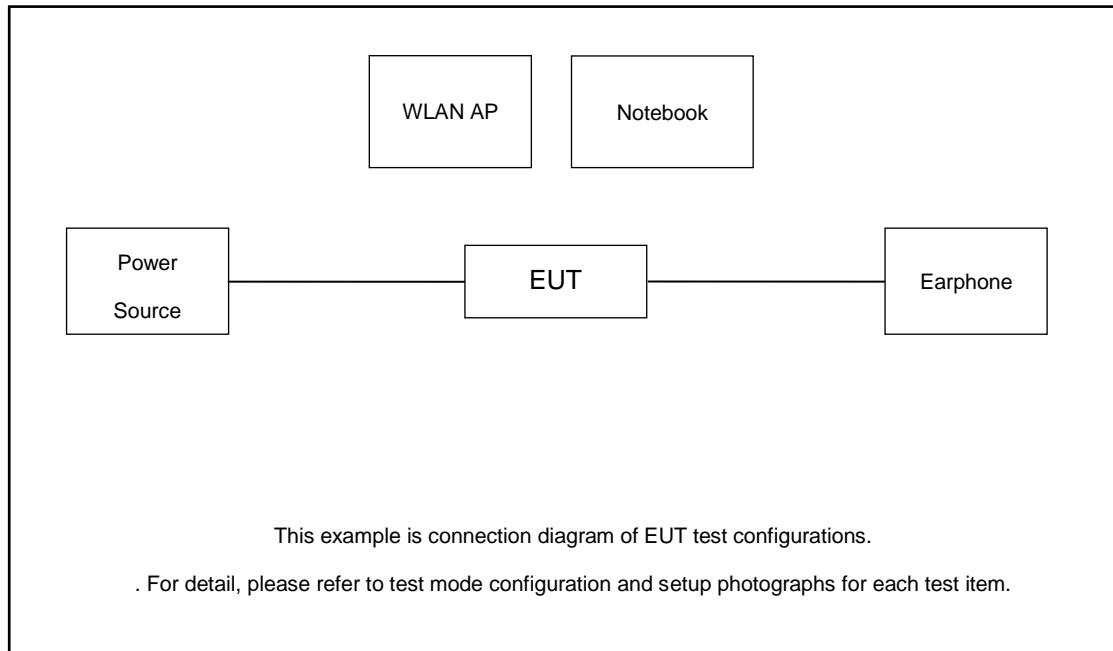 WLAN AP
Notebook
Power
Source
EUT
Earphone
This example is connection diagram of EUT test configurations.
. For detail, please refer to test mode configuration and setup photographs for each test item.